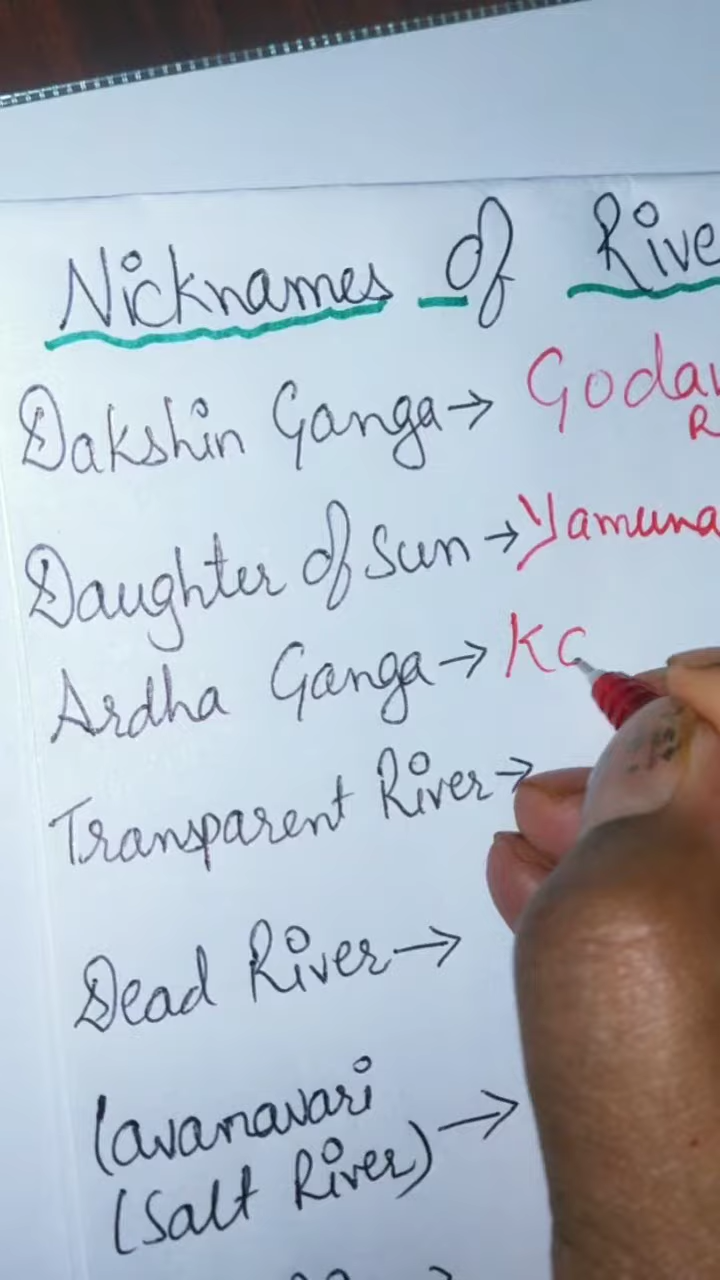 Nicknames of Rive
Dakshin Ganga → Godav
R
Daughter of Sun → Yamuna
Ardha Ganga → Ka
Transparent River →
Dead River →
Lavanavari
(Salt River) →